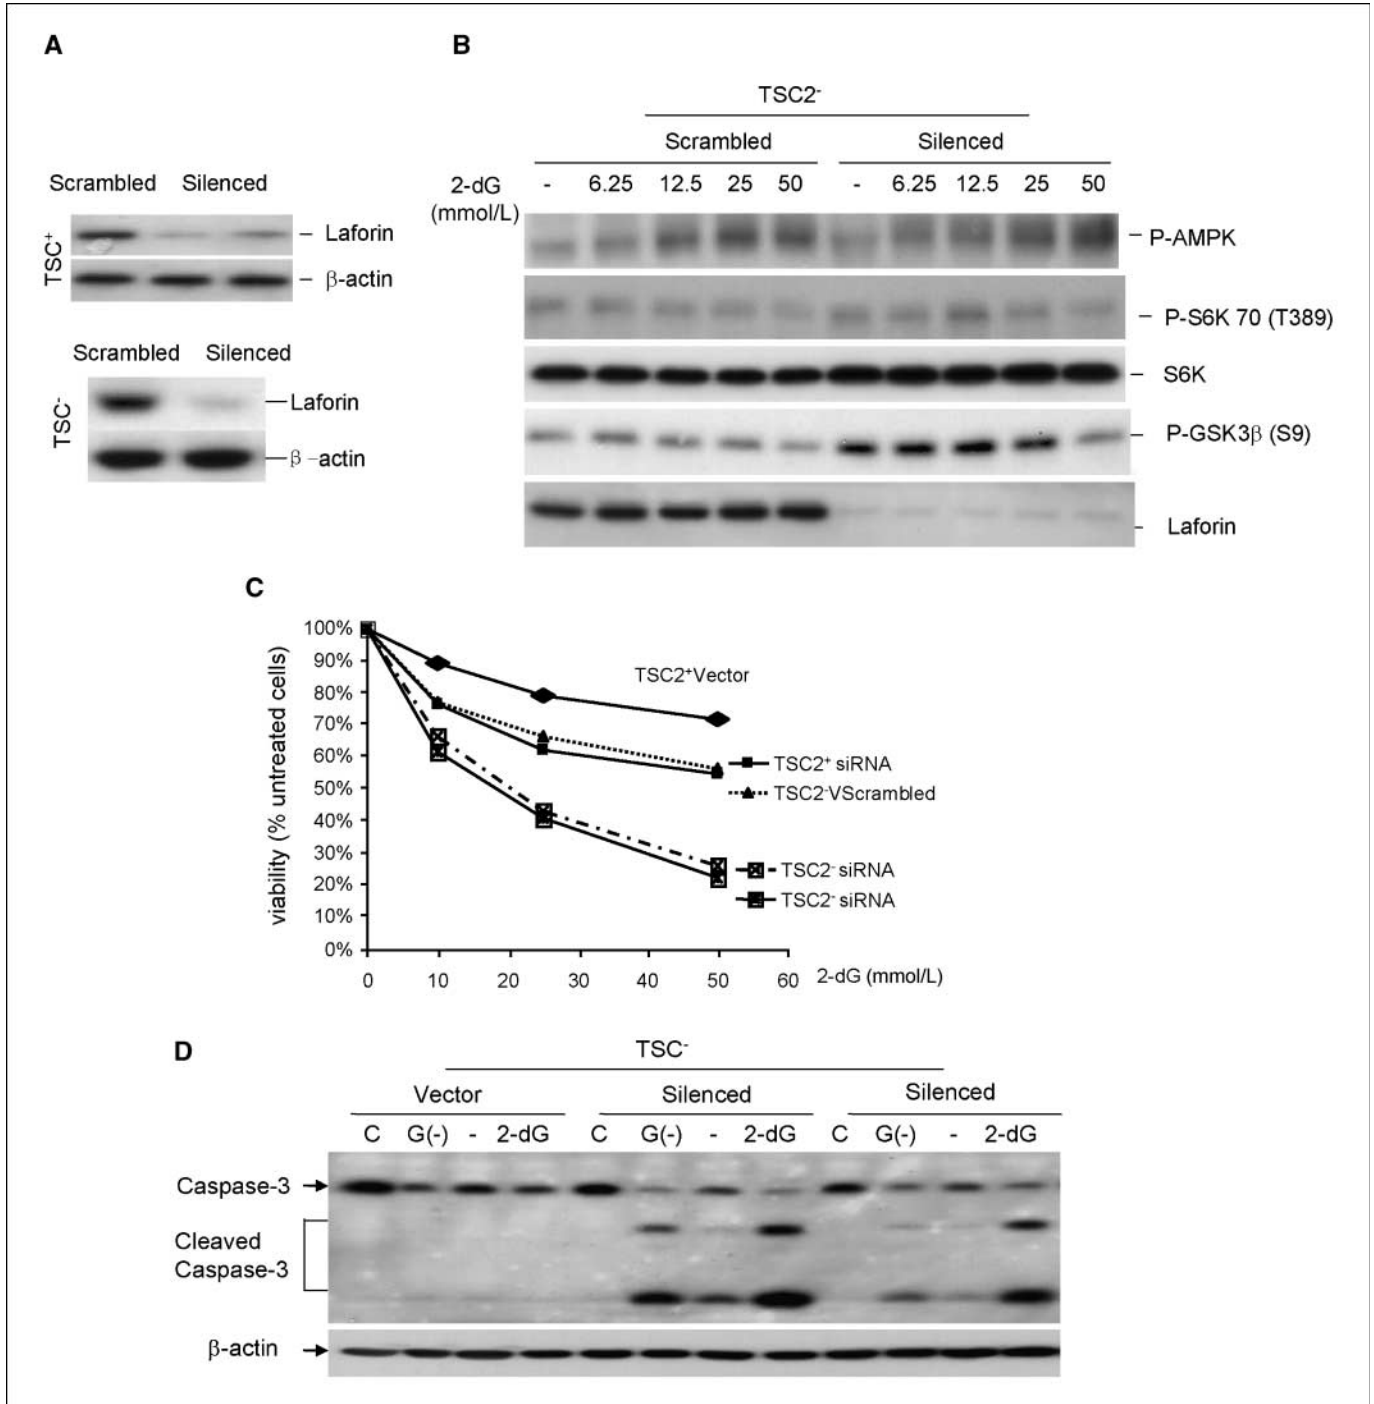 A
Scrambled Silenced
TSC⁺
– Laforin
– β-actin
Scrambled Silenced
TSC⁻
—Laforin
—β –actin
B
TSC2⁻
Scrambled Silenced
2-dG - 6.25 12.5 25 50 - 6.25 12.5 25 50
(mmol/L)
– P-AMPK
– P-S6K 70 (T389)
– S6K
– P-GSK3β (S9)
- Laforin
C
viability (% untreated cells)
100%
90%
80%
70%
60%
50%
40%
30%
20%
10%
0%
TSC2⁺Vector
TSC2⁺ siRNA
TSC2⁻VScrambled
TSC2⁻ siRNA
TSC2⁻ siRNA
0 10 20 30 40 50 60 2-dG (mmol/L)
D
TSC⁻
Vector Silenced Silenced
C G(-) - 2-dG C G(-) - 2-dG C G(-) - 2-dG
Caspase-3
Cleaved
Caspase-3
β-actin